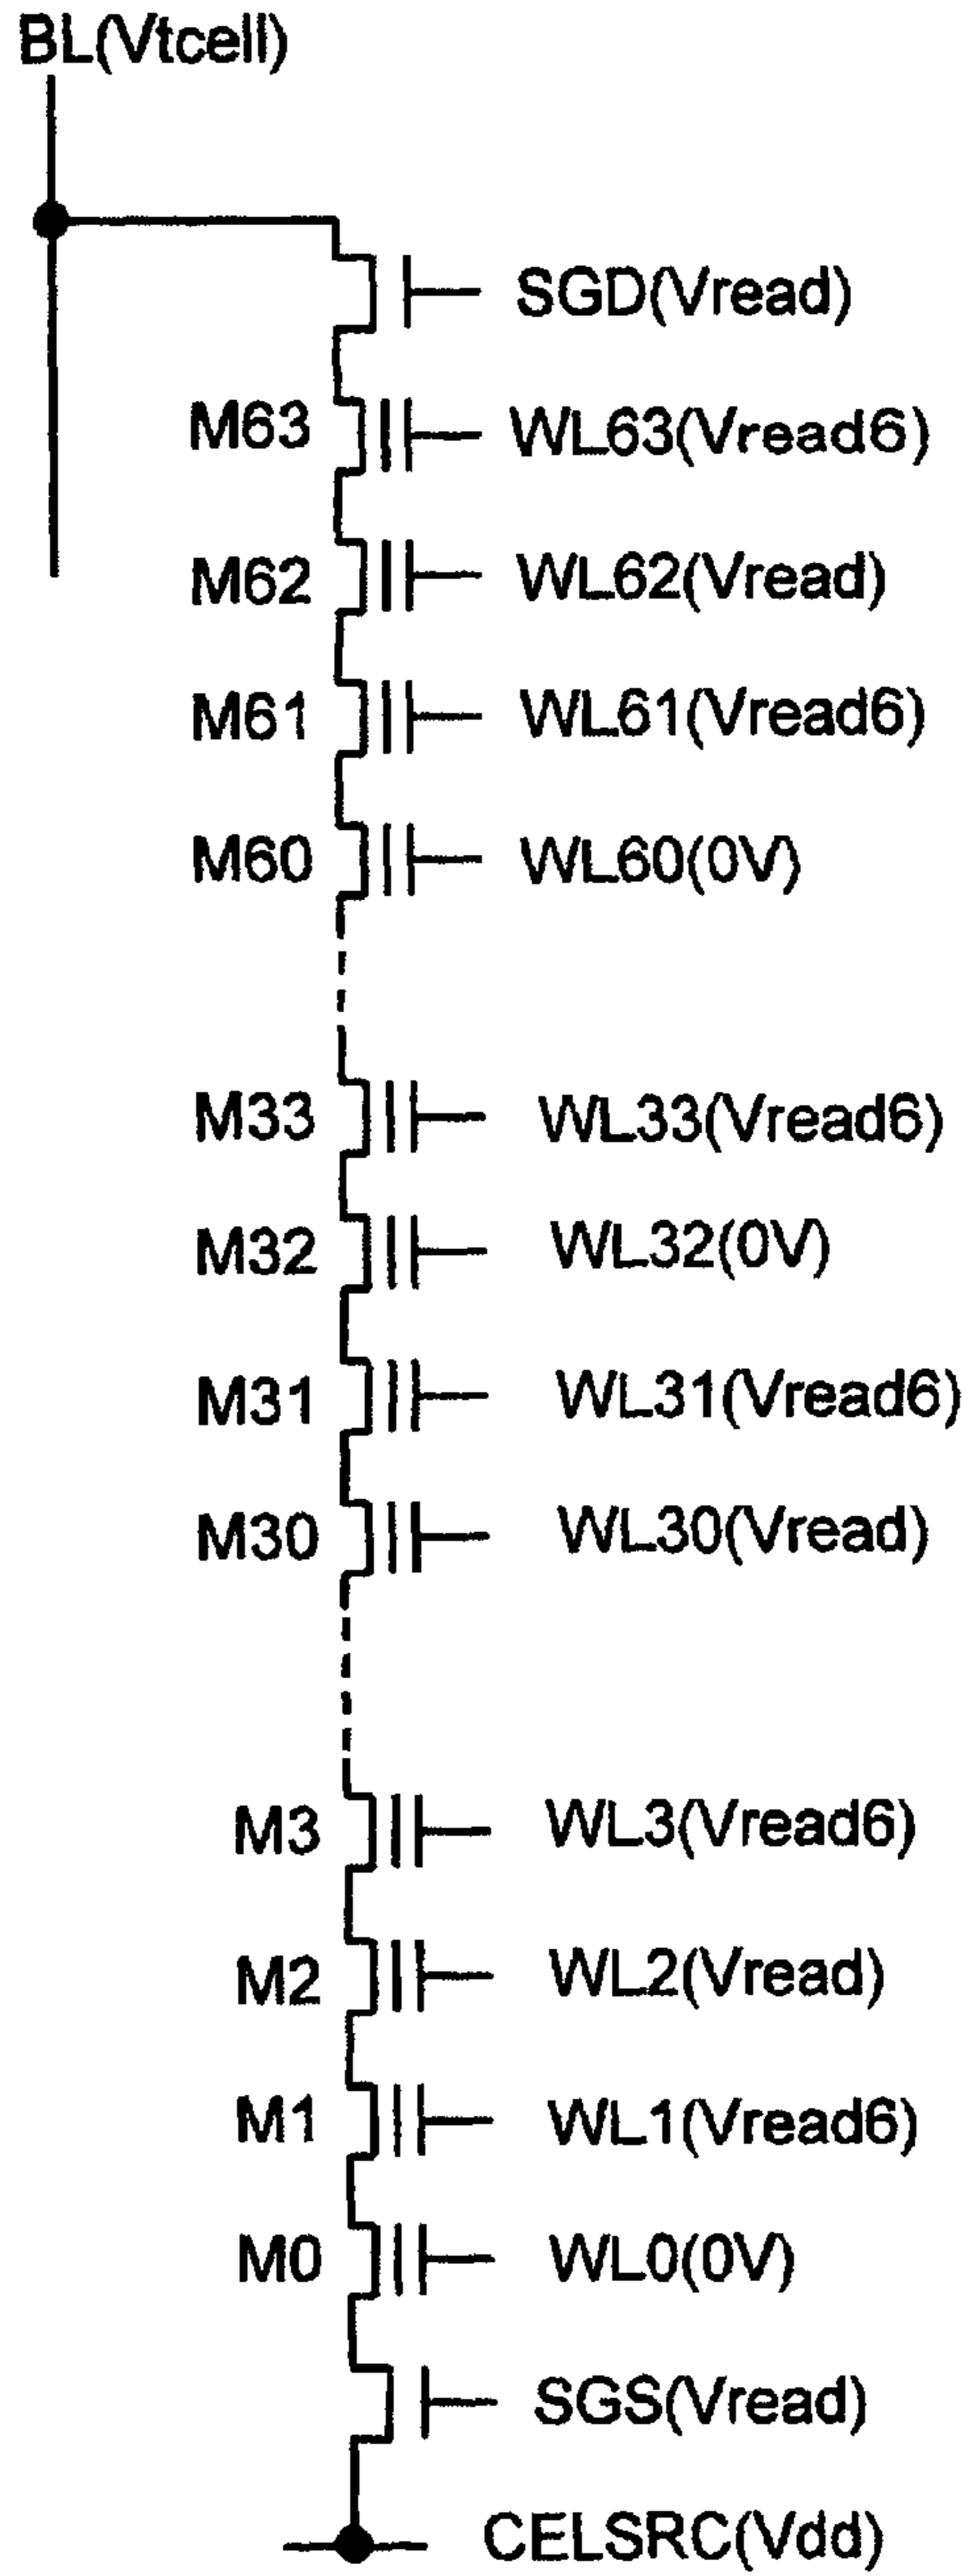 BL(Vtcell)
SGD(Vread)
M63 WL63(Vread6)
M62 WL62(Vread)
M61 WL61(Vread6)
M60 WL60(0V)
M33 WL33(Vread6)
M32 WL32(0V)
M31 WL31(Vread6)
M30 WL30(Vread)
M3 WL3(Vread6)
M2 WL2(Vread)
M1 WL1(Vread6)
M0 WL0(0V)
SGS(Vread)
CELSRC(Vdd)